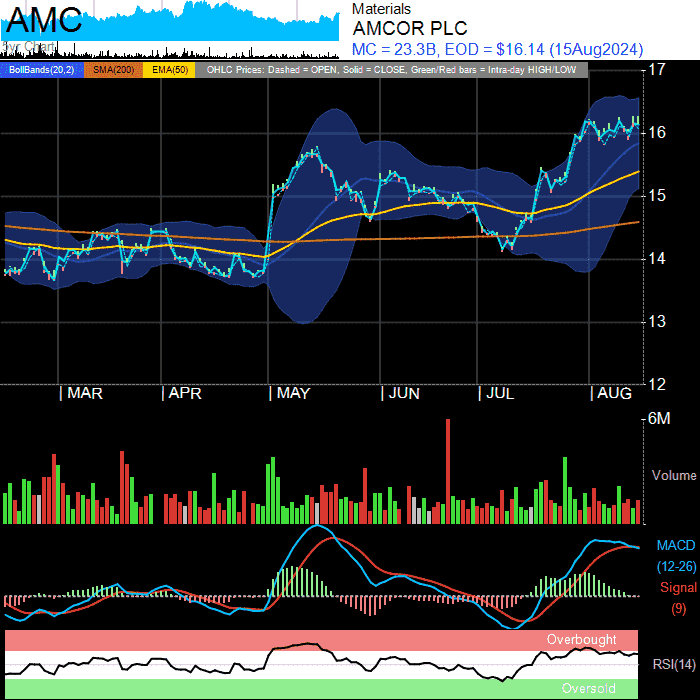 AMC
5yr Chart
Materials
AMCOR PLC
MC = 23.3B, EOD = $16.14 (15Aug2024)
BollBands(20,2) SMA(200) EMA(50) OHLC Prices: Dashed = OPEN, Solid = CLOSE, Green/Red bars = Intra-day HIGH/LOW
17
16
15
14
13
12
| MAR | APR | MAY | JUN | JUL | AUG
6M
Volume
MACD
(12-26)
Signal
(9)
Overbought
RSI(14)
Oversold